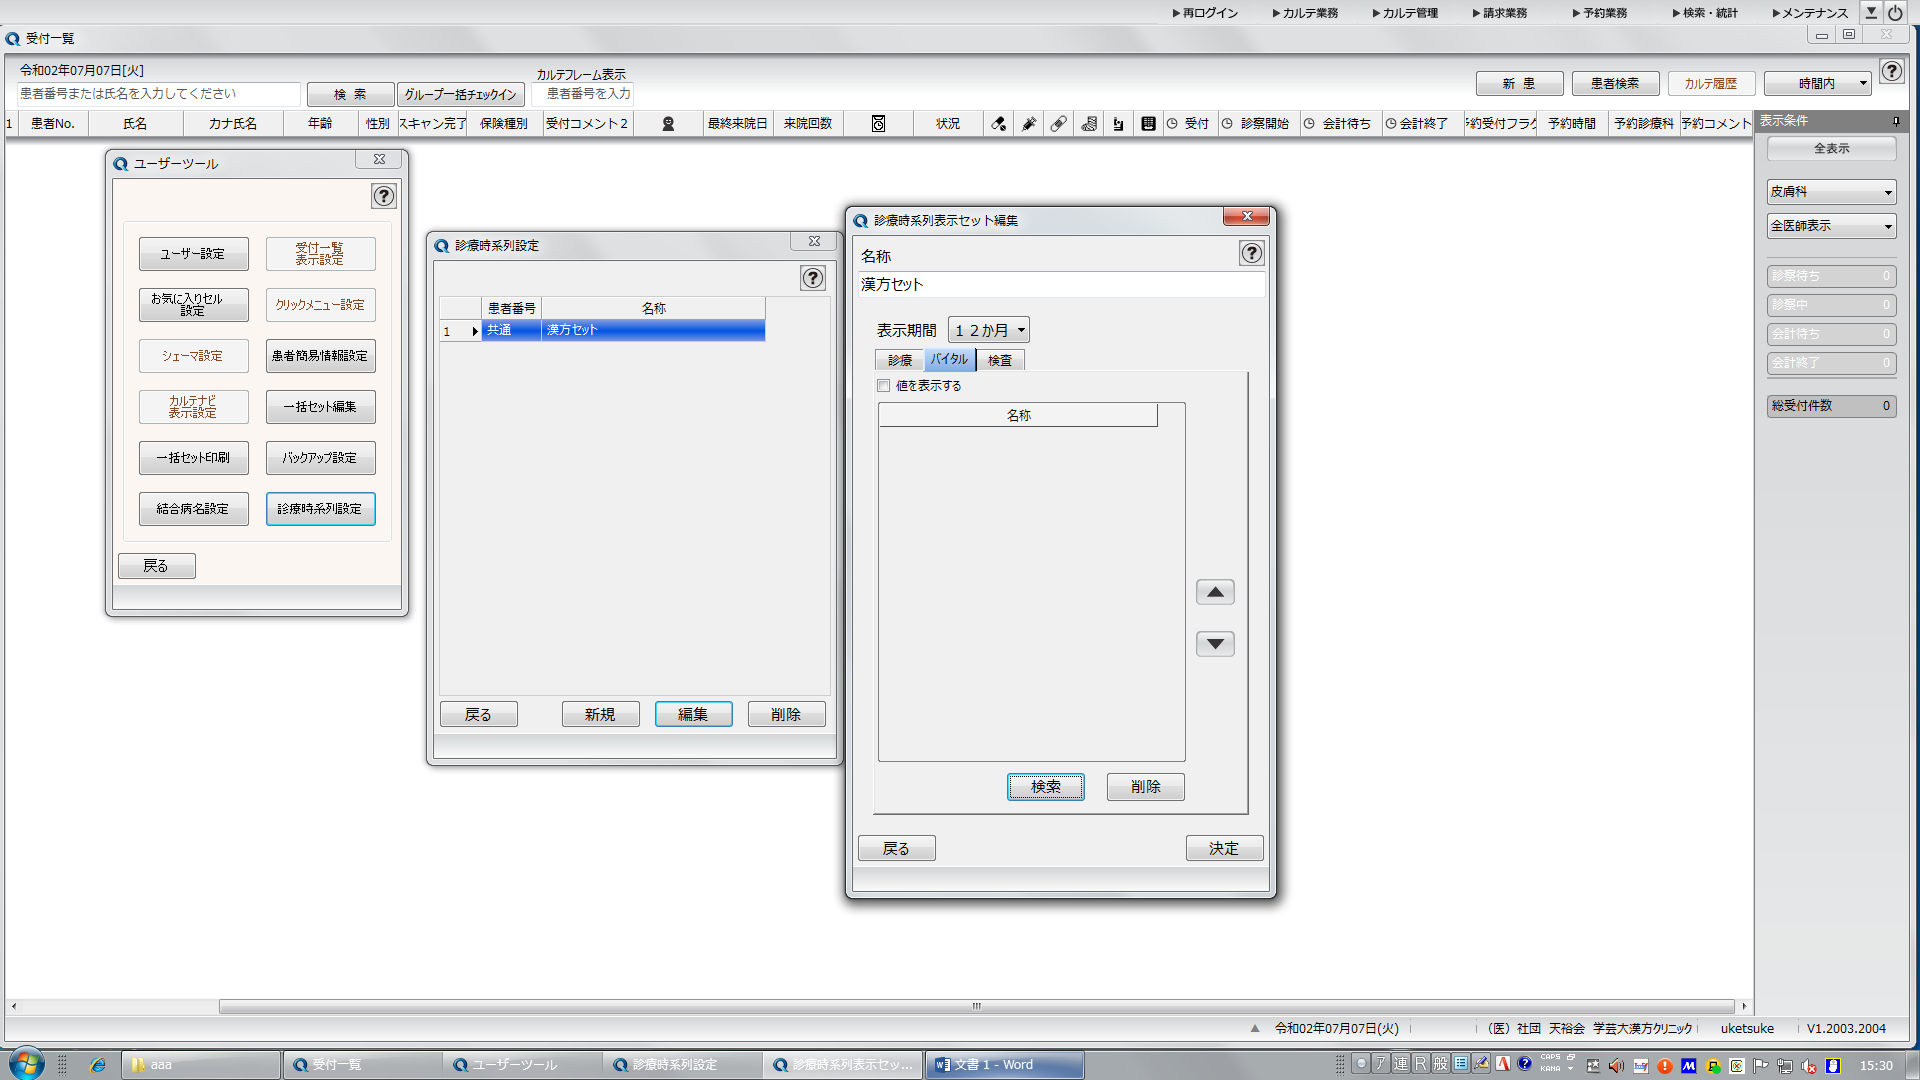 ▶再ログイン ▶カルテ業務 ▶カルテ管理 ▶請求業務 ▶予約業務 ▶検索・統計 ▶メンテナンス
受付一覧
令和02年07月07日[火]
カルテフレーム表示
患者番号または氏名を入力してください 検 索 グループ一括チェックイン 患者番号を入力
新 患 患者検索 カルテ履歴 時間内
1 患者No. 氏名 カナ氏名 年齢 性別 スキャン完了 保険種別 受付コメント2 最終来院日 来院回数 状況 受付 診察開始 会計待ち 会計終了 予約受付フラグ 予約時間 予約診療科 予約コメント
表示条件
全表示
皮膚科
全医師表示
診察待ち 0
診察中 0
会計待ち 0
会計終了 0
総受付件数 0
ユーザーツール
ユーザー設定
受付一覧
表示設定
お気に入りセル
設定
クリックメニュー設定
シェーマ設定
患者簡易情報設定
カルテナビ
表示設定
一括セット編集
一括セット印刷
バックアップ設定
結合病名設定
診療時系列設定
戻る
診療時系列設定
患者番号 名称
1 共通 漢方セット
戻る 新規 編集 削除
診療時系列表示セット編集
名称
漢方セット
表示期間 12か月
診療 バイタル 検査
値を表示する
名称
検索 削除
戻る 決定
令和02年07月07日(火) (医)社団 天裕会 学芸大漢方クリニック uketsuke V1.2003.2004
aaa 受付一覧 ユーザーツール 診療時系列設定 診療時系列表示セッ... 文書 1 - Word
ア 連 R 般 CAPS KANA 15:30